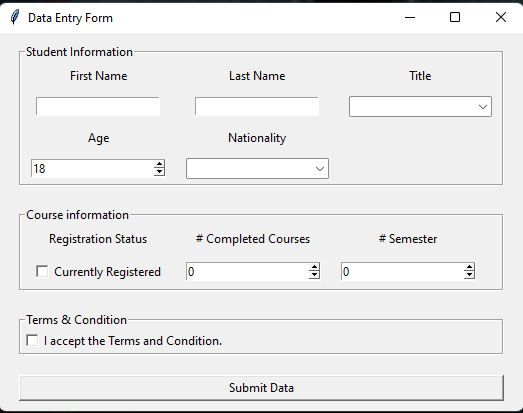 Data Entry Form
Student Information
First Name Last Name Title
Age Nationality
18
Course information
Registration Status # Completed Courses # Semester
Currently Registered 0 0
Terms & Condition
I accept the Terms and Condition.
Submit Data